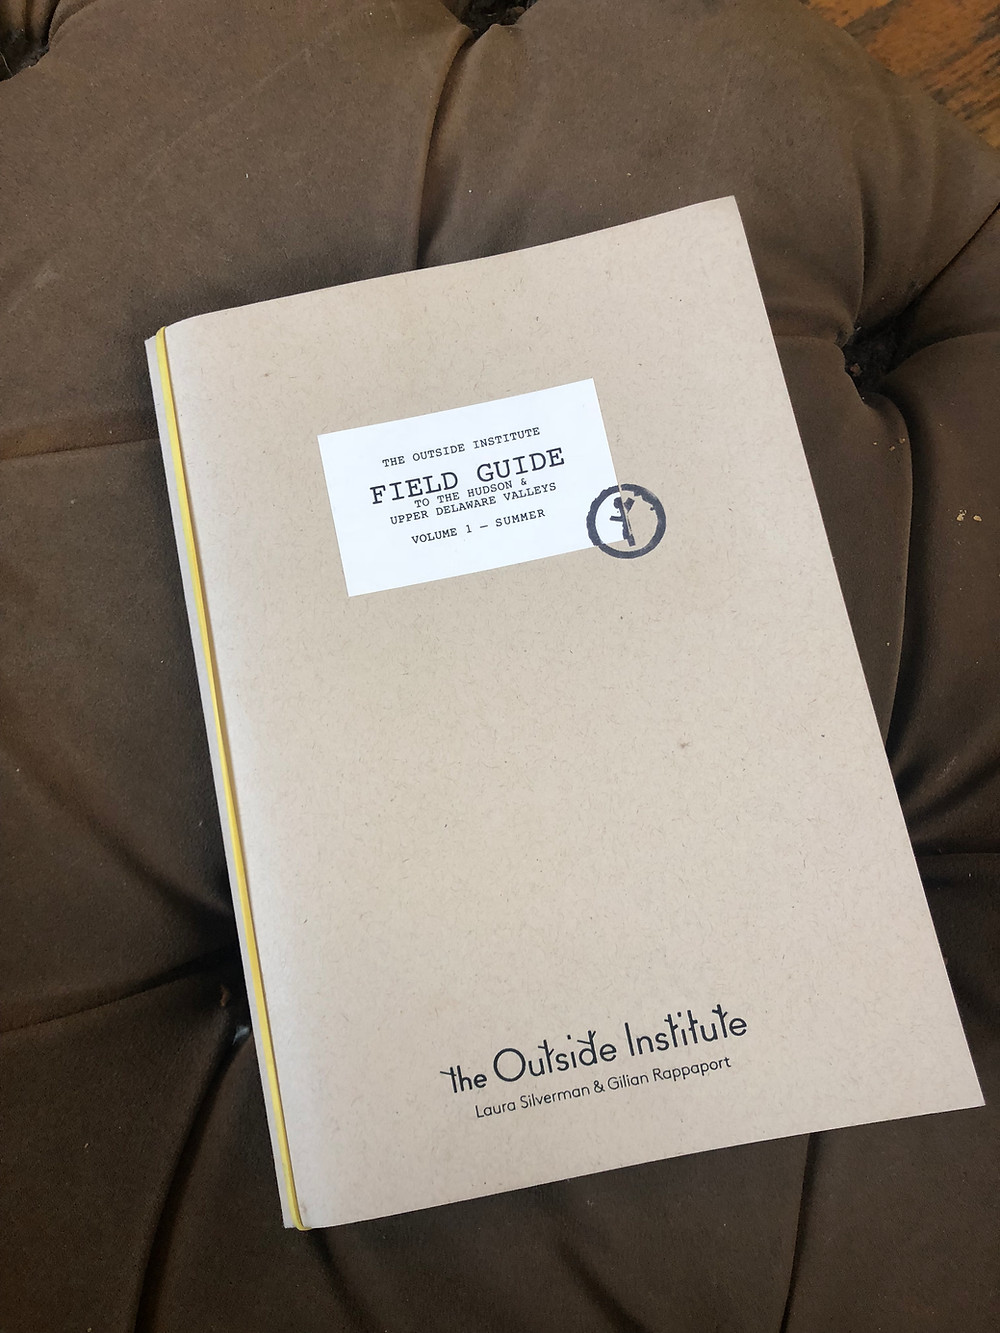 THE OUTSIDE INSTITUTE
FIELD GUIDE
TO THE HUDSON &
UPPER DELAWARE VALLEYS
VOLUME 1 — SUMMER
the Outside Institute
Laura Silverman & Gilian Rappaport